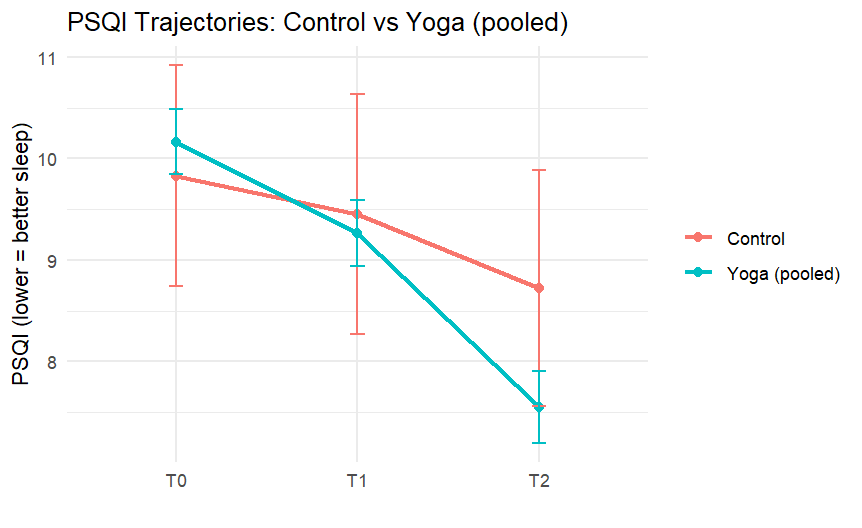 PSQI Trajectories: Control vs Yoga (pooled)
PSQI (lower = better sleep)
11
10
9
8
T0
T1
T2
Control
Yoga (pooled)